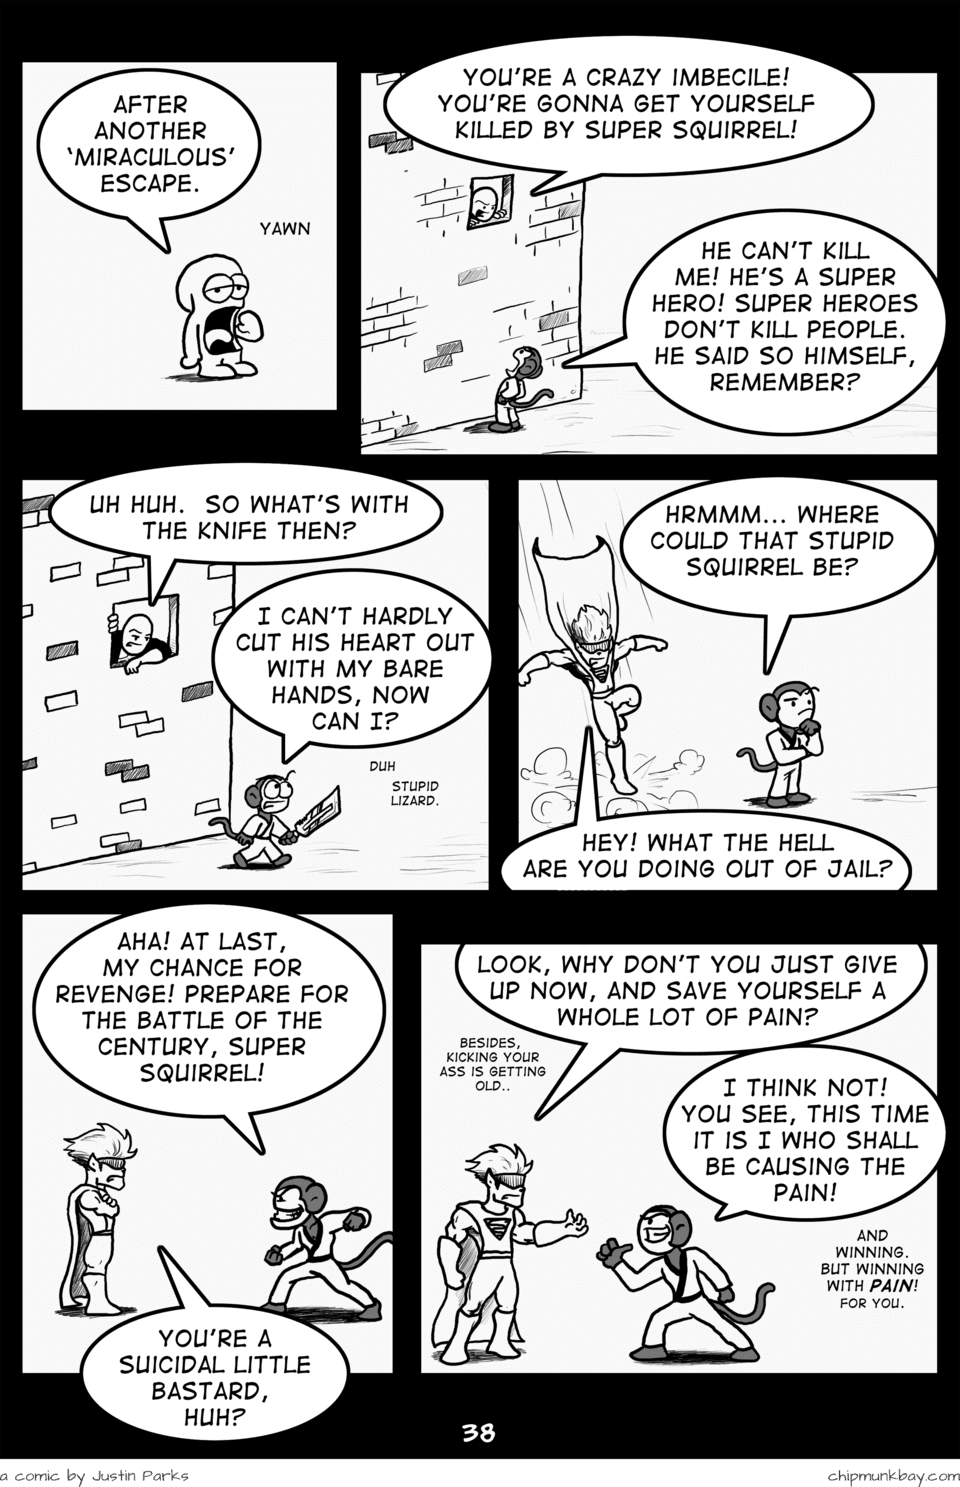 AFTER
ANOTHER
'MIRACULOUS'
ESCAPE.
YAWN
YOU'RE A CRAZY IMBECILE!
YOU'RE GONNA GET YOURSELF
KILLED BY SUPER SQUIRREL!
HE CAN'T KILL
ME! HE'S A SUPER
HERO! SUPER HEROES
DON'T KILL PEOPLE.
HE SAID SO HIMSELF,
REMEMBER?
UH HUH. SO WHAT'S WITH
THE KNIFE THEN?
I CAN'T HARDLY
CUT HIS HEART OUT
WITH MY BARE
HANDS, NOW
CAN I?
DUH
STUPID
LIZARD.
HRMMM... WHERE
COULD THAT STUPID
SQUIRREL BE?
HEY! WHAT THE HELL
ARE YOU DOING OUT OF JAIL?
AHA! AT LAST,
MY CHANCE FOR
REVENGE! PREPARE FOR
THE BATTLE OF THE
CENTURY, SUPER
SQUIRREL!
YOU'RE A
SUICIDAL LITTLE
BASTARD,
HUH?
LOOK, WHY DON'T YOU JUST GIVE
UP NOW, AND SAVE YOURSELF A
WHOLE LOT OF PAIN?
BESIDES,
KICKING YOUR
ASS IS GETTING
OLD..
I THINK NOT!
YOU SEE, THIS TIME
IT IS I WHO SHALL
BE CAUSING THE
PAIN!
AND
WINNING.
BUT WINNING
WITH PAIN!
FOR YOU.
38
a comic by Justin Parks
chipmunkbay.com